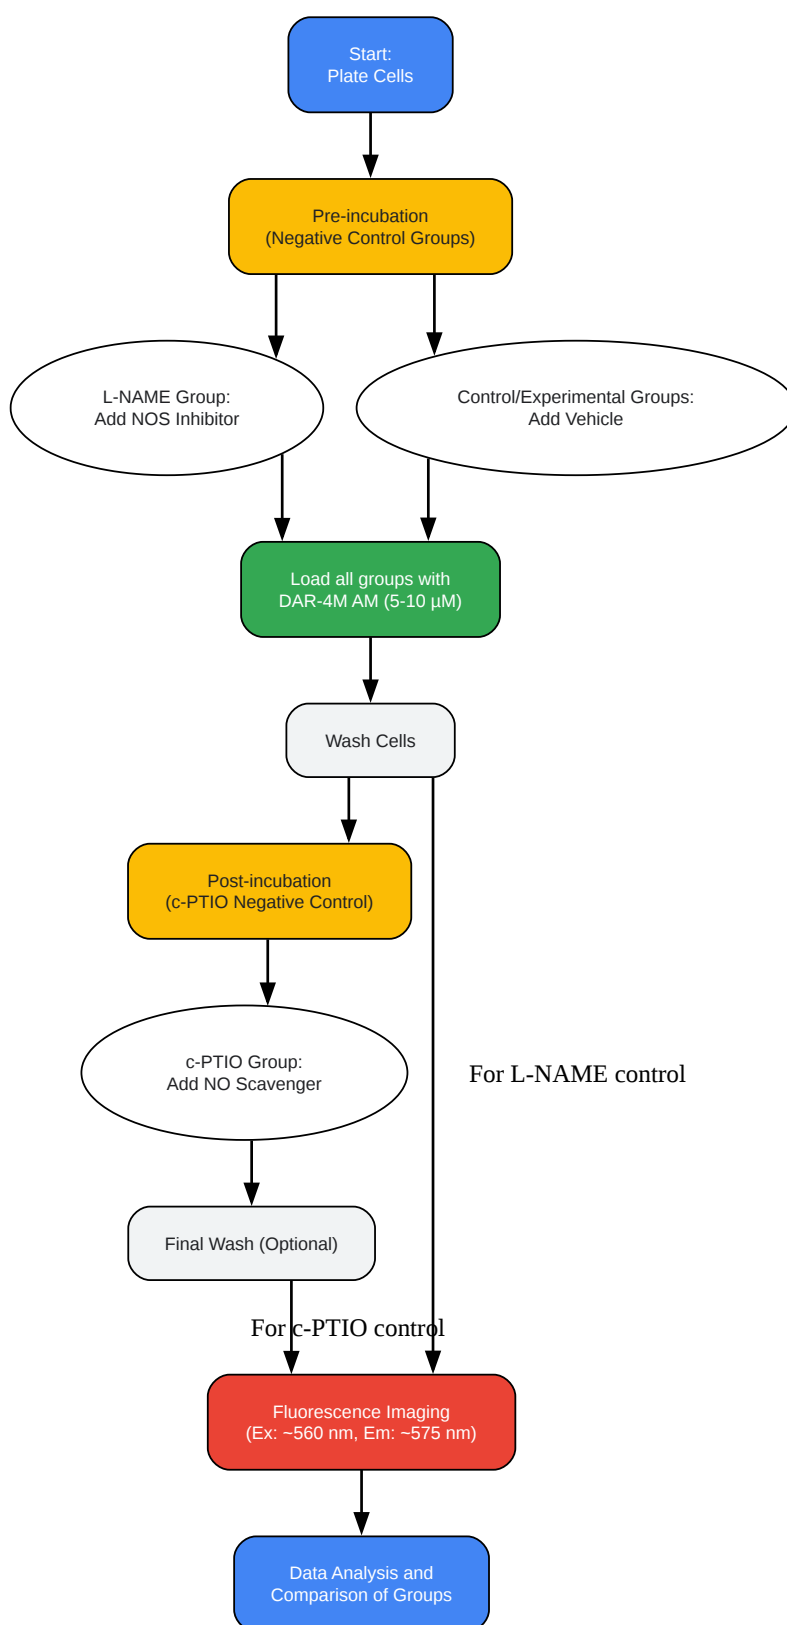 Start:
Plate Cells
Pre-incubation
(Negative Control Groups)
L-NAME Group:
Add NOS Inhibitor
Control/Experimental Groups:
Add Vehicle
Load all groups with
DAR-4M AM (5-10 µM)
Wash Cells
Post-incubation
(c-PTIO Negative Control)
c-PTIO Group:
Add NO Scavenger
For L-NAME control
Final Wash (Optional)
For c-PTIO control
Fluorescence Imaging
(Ex: ~560 nm, Em: ~575 nm)
Data Analysis and
Comparison of Groups